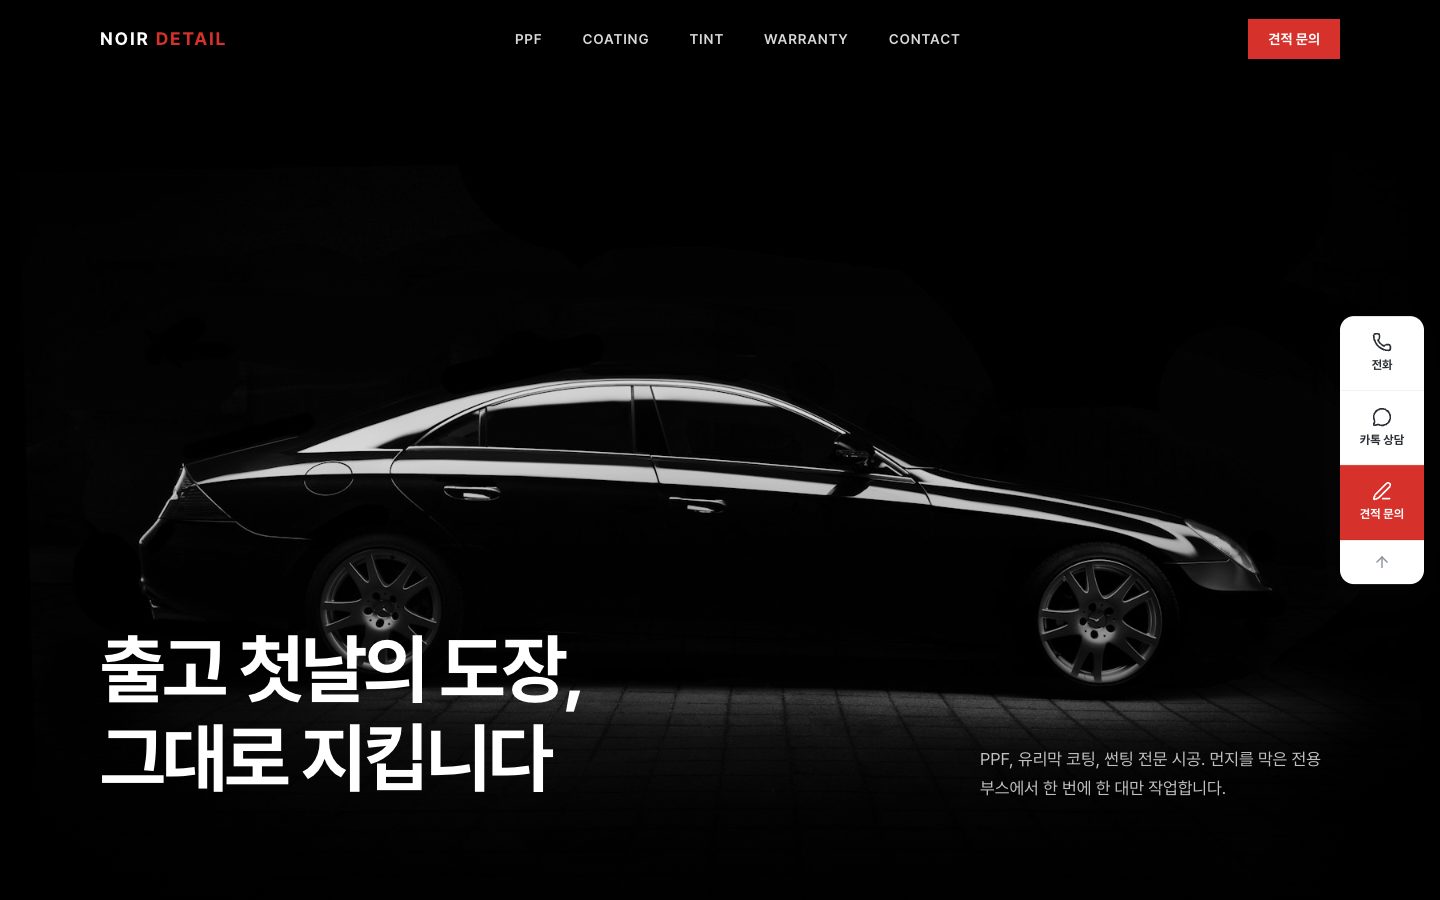 NOIR DETAIL
PPF
COATING
TINT
WARRANTY
CONTACT
견적 문의
전화
카톡 상담
견적 문의
출고 첫날의 도장,
그대로 지킵니다
PPF, 유리막 코팅, 썬팅 전문 시공. 먼지를 막은 전용
부스에서 한 번에 한 대만 작업합니다.